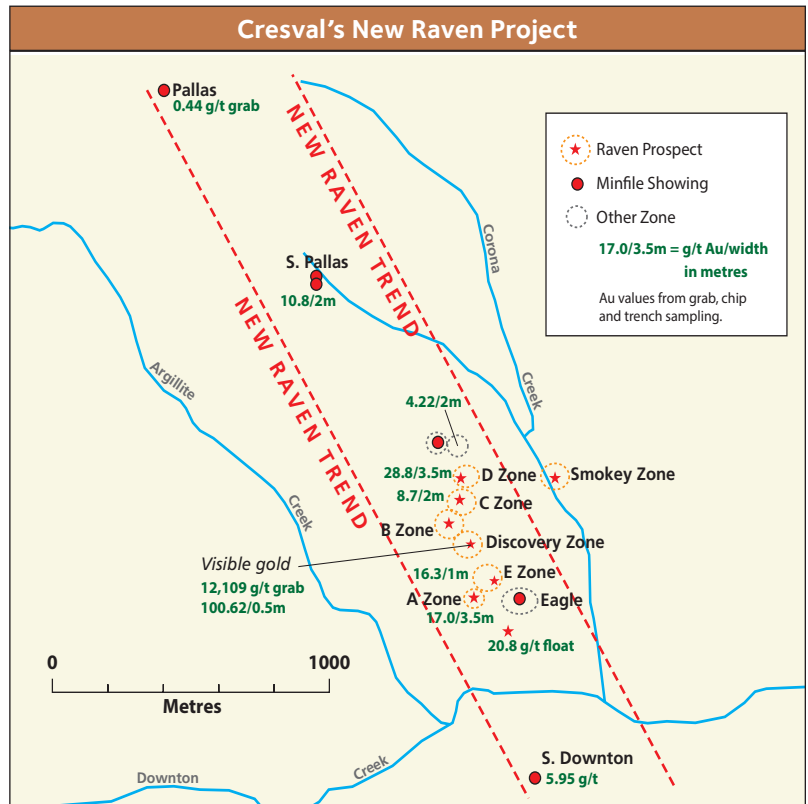 Cresval's New Raven Project
Pallas
0.44 g/t grab
NEW RAVEN TREND
Raven Prospect
Minfile Showing
Other Zone
17.0/3.5m = g/t Au/width
in metres
Au values from grab, chip
and trench sampling.
Corona
Creek
S. Pallas
10.8/2m
NEW RAVEN TREND
Argillite
Creek
4.22/2m
28.8/3.5m
D Zone
Smokey Zone
8.7/2m
C Zone
B Zone
Discovery Zone
Visible gold
12,109 g/t grab
100.62/0.5m
16.3/1m
E Zone
A Zone
Eagle
17.0/3.5m
20.8 g/t float
0
1000
Metres
S. Downton
5.95 g/t
Downton
Creek